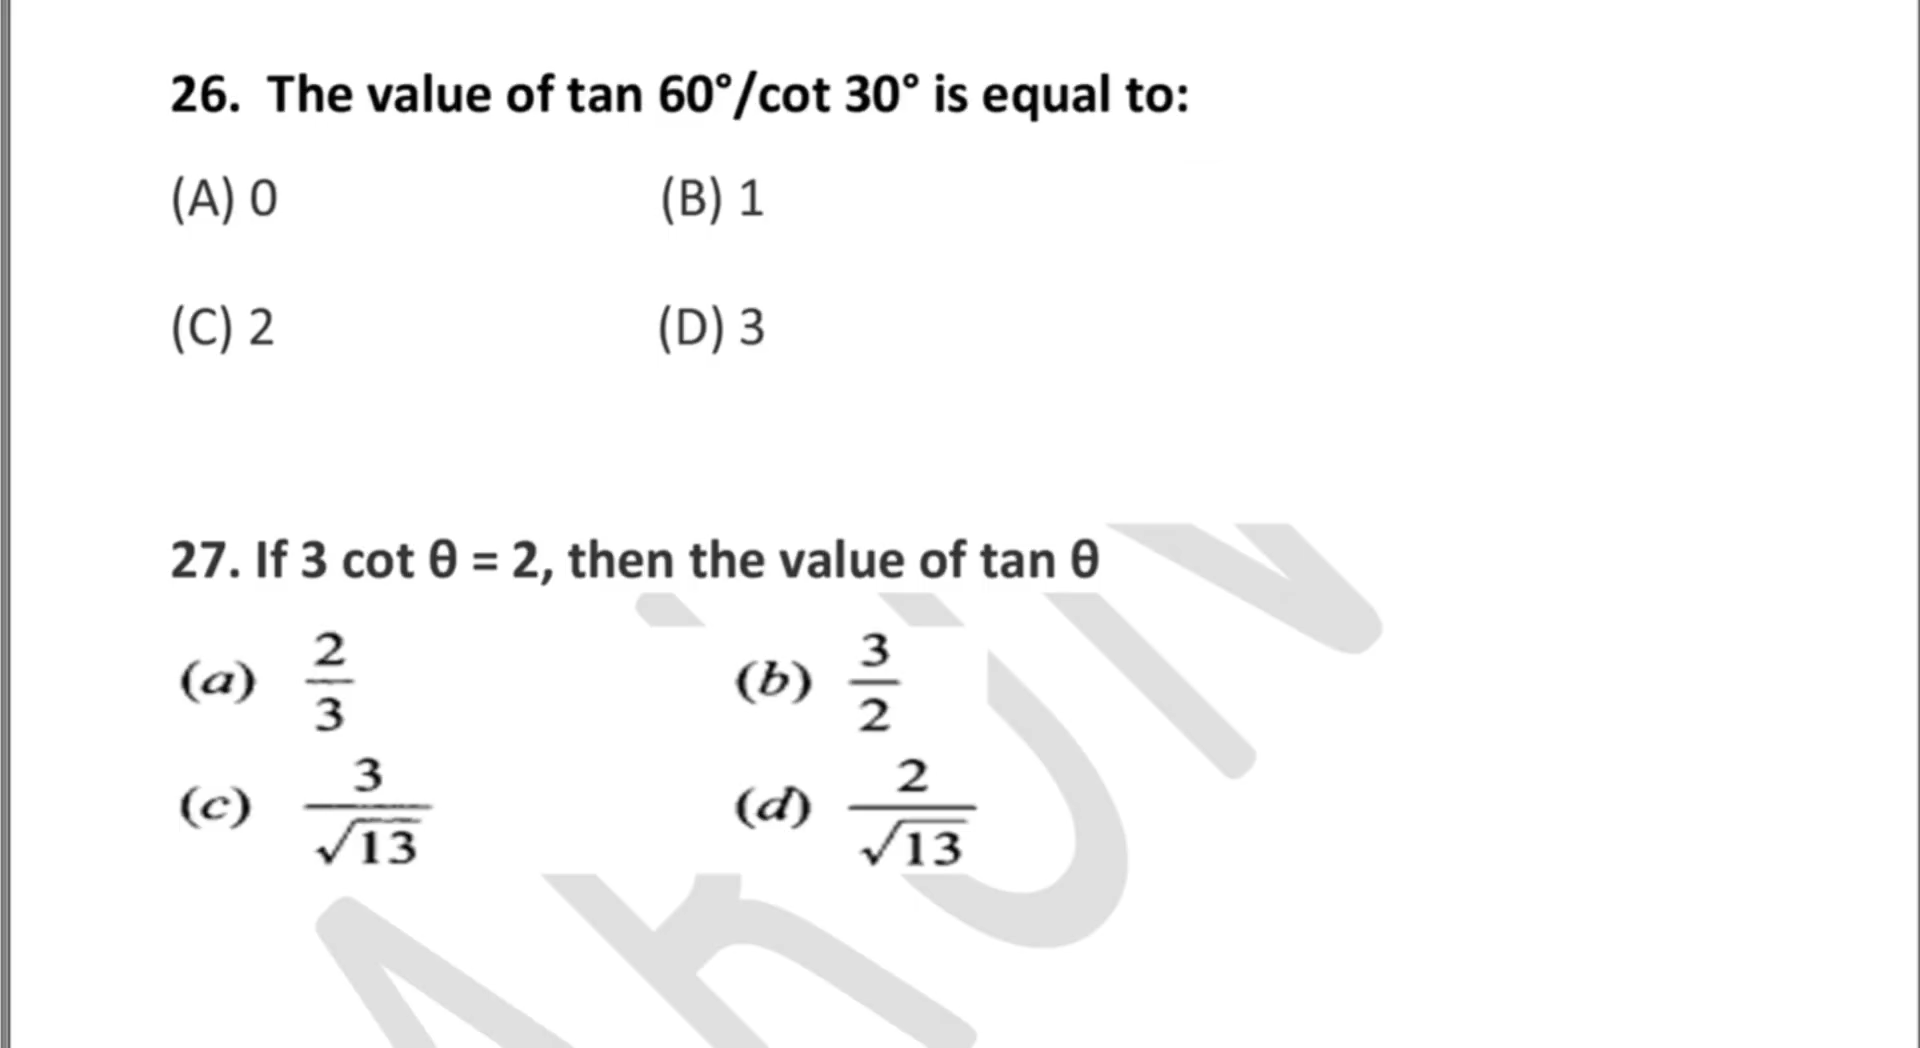 26. The value of tan 60°/cot 30° is equal to:
(A) 0 (B) 1
(C) 2 (D) 3
27. If 3 cot θ = 2, then the value of tan θ
(a) 2/3 (b) 3/2
(c) 3/√13 (d) 2/√13